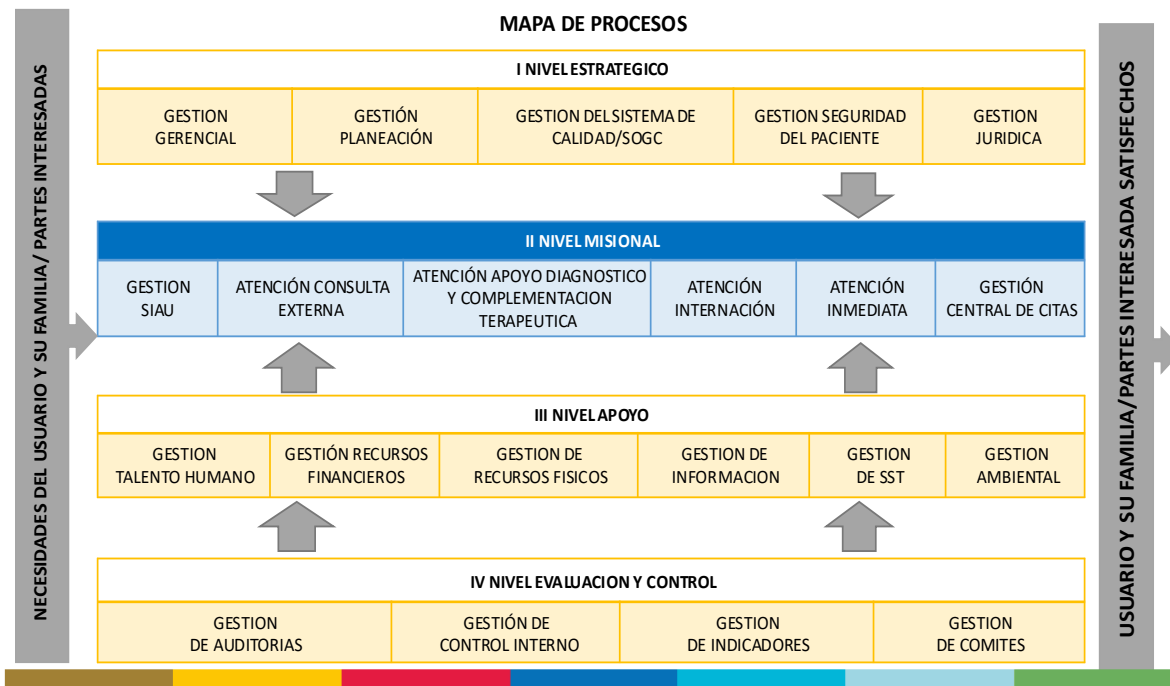 MAPA DE PROCESOS
NECESIDADES DEL USUARIO Y SU FAMILIA/ PARTES INTERESADAS
I NIVEL ESTRATEGICO
GESTION
GERENCIAL
GESTIÓN
PLANEACIÓN
GESTION DEL SISTEMA DE
CALIDAD/SOGC
GESTION SEGURIDAD
DEL PACIENTE
GESTION
JURIDICA
II NIVEL MISIONAL
GESTION
SIAU
ATENCIÓN CONSULTA
EXTERNA
ATENCIÓN APOYO DIAGNOSTICO
Y COMPLEMENTACION
TERAPEUTICA
ATENCIÓN
INTERNACIÓN
ATENCIÓN
INMEDIATA
GESTIÓN
CENTRAL DE CITAS
III NIVEL APOYO
GESTION
TALENTO HUMANO
GESTIÓN RECURSOS
FINANCIEROS
GESTION DE
RECURSOS FISICOS
GESTION DE
INFORMACION
GESTION
DE SST
GESTION
AMBIENTAL
IV NIVEL EVALUACION Y CONTROL
GESTION
DE AUDITORIAS
GESTIÓN DE
CONTROL INTERNO
GESTION
DE INDICADORES
GESTION
DE COMITES
USUARIO Y SU FAMILIA/PARTES INTERESADA SATISFECHOS